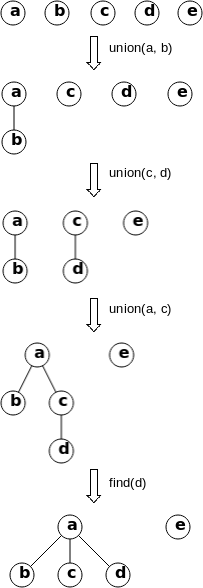 a b c d e
union(a, b)
a c d e
b
union(c, d)
a c e
b d
union(a, c)
a e
b c
d
find(d)
a e
b c d